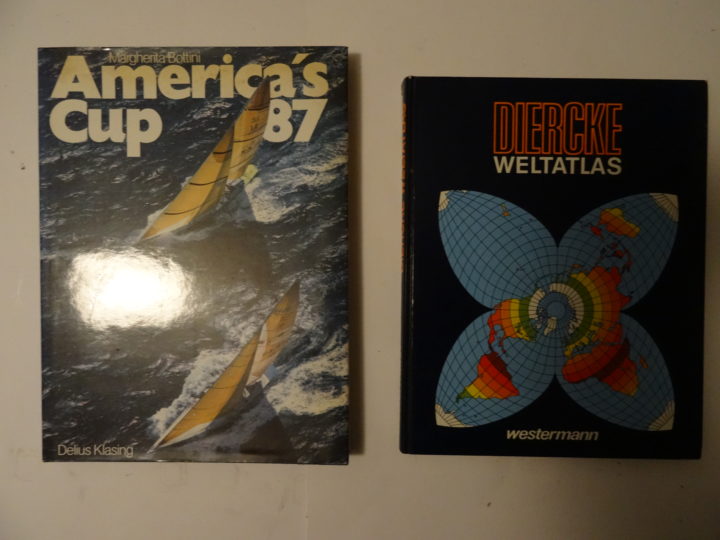 Margherita Bottini
America's
Cup 87
Delius Klasing
DIERCKE
WELTATLAS
westermann